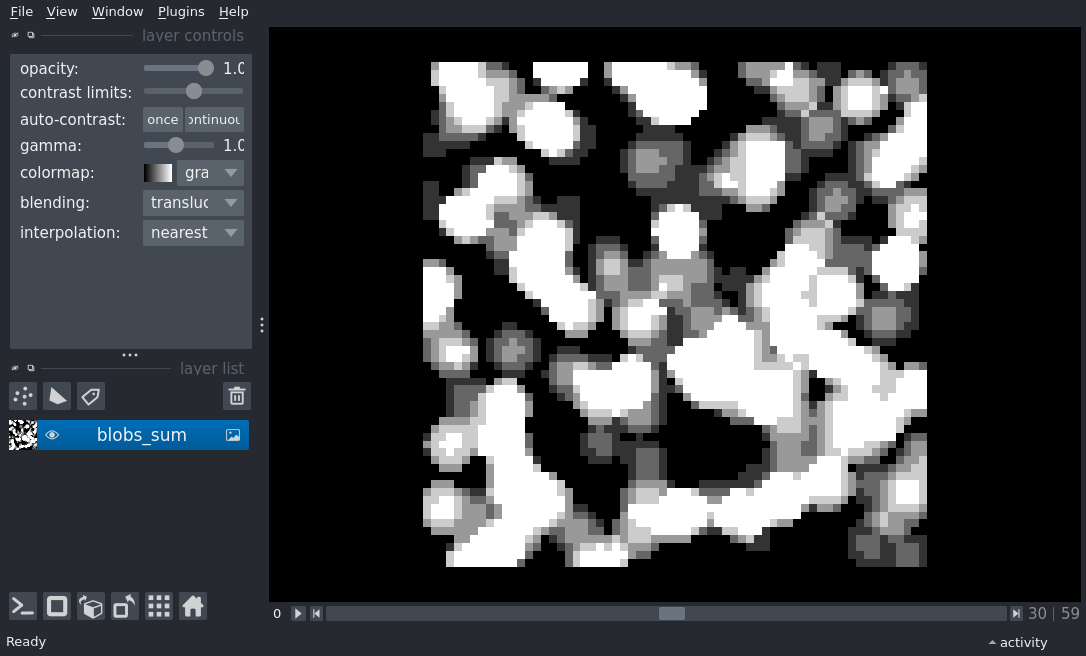 File View Window Plugins Help
layer controls
opacity: 1.0
contrast limits:
auto-contrast: once ontinuou
gamma: 1.0
colormap: gra
blending: transluc
interpolation: nearest
layer list
blobs_sum
0 30 | 59
Ready activity